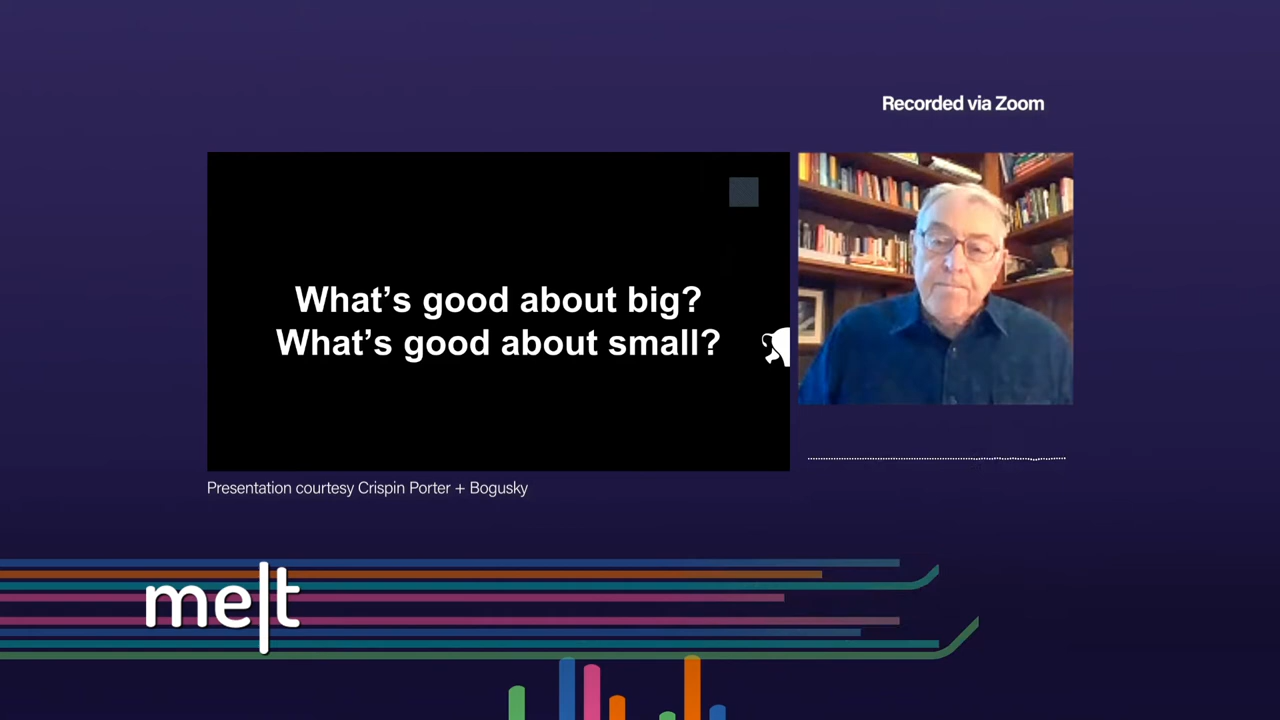 Recorded via Zoom
What's good about big?
What's good about small?
Presentation courtesy Crispin Porter + Bogusky
melt